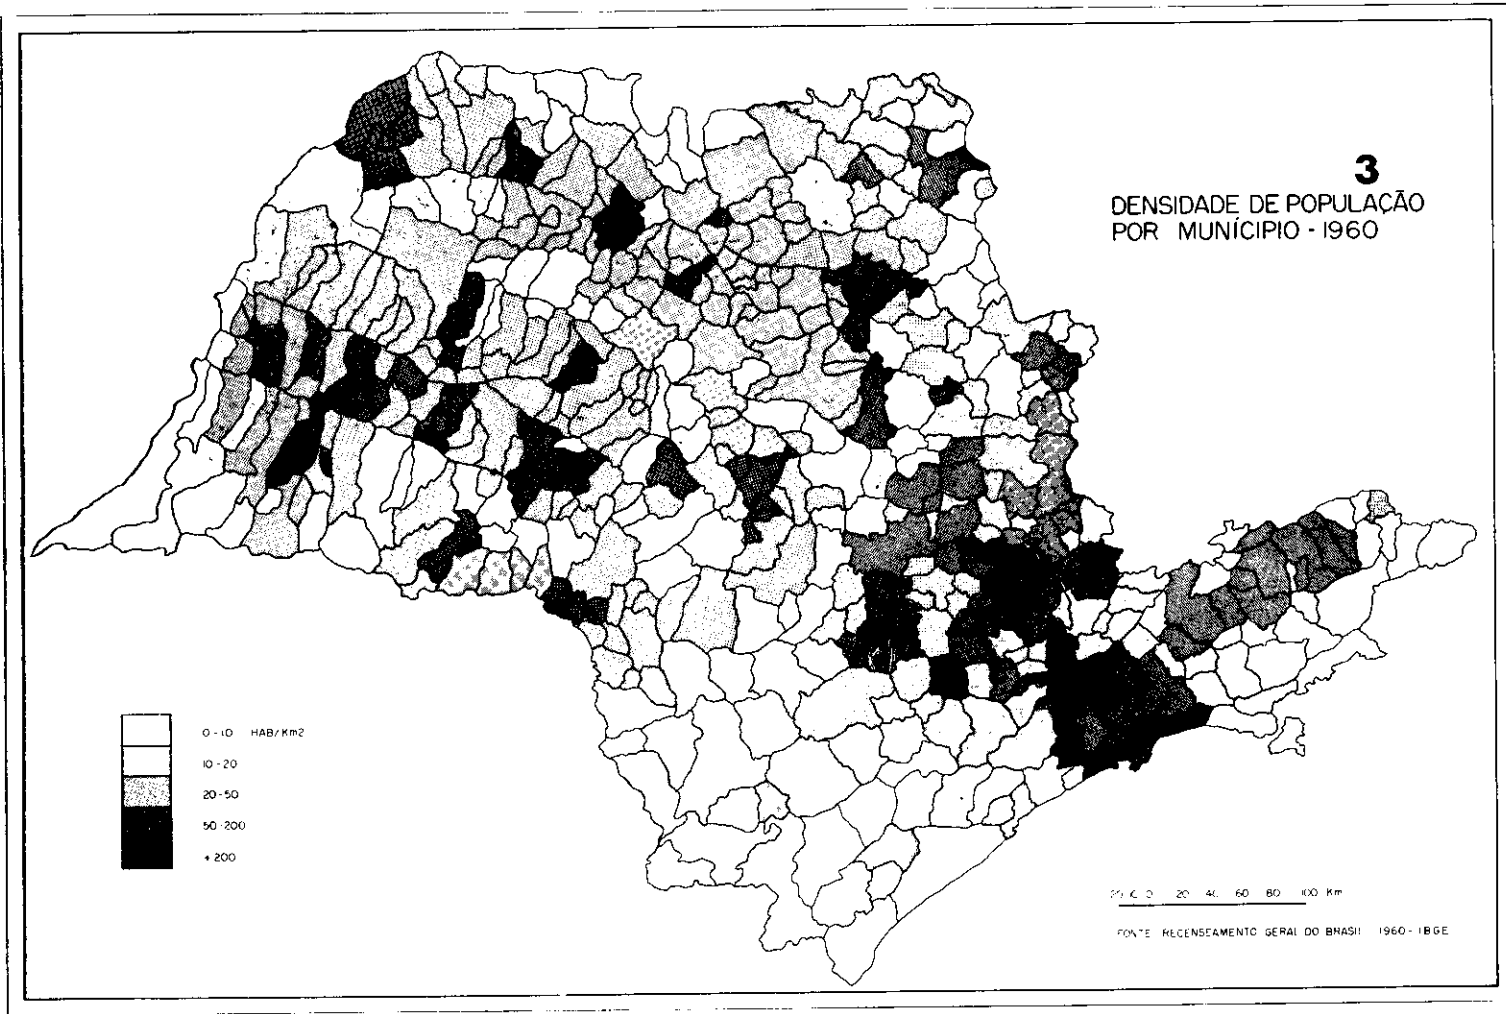 3
DENSIDADE DE POPULAÇÃO
POR MUNÍCIPIO - 1960
0-10 HAB/Km2
10-20
20-50
50-200
+200
20 40 60 80 100 Km
FONTE RECENSEAMENTO GERAL DO BRASIL 1960-IBGE